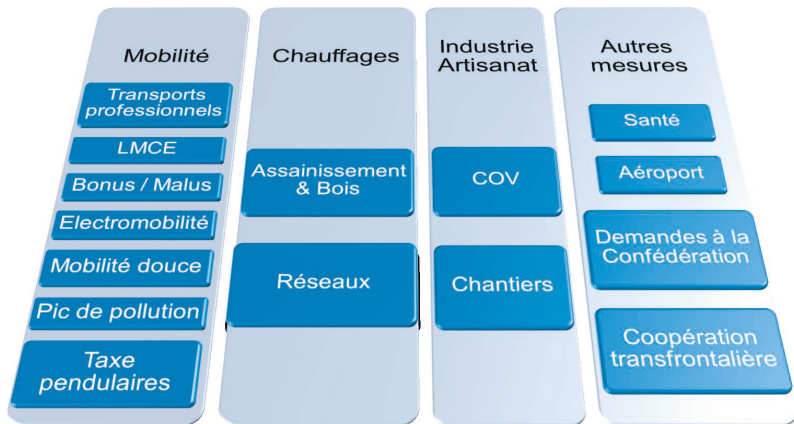 Mobilité
Transports
professionnels
LMCE
Bonus / Malus
Electromobilité
Mobilité douce
Pic de pollution
Taxe
pendulaires
Chauffages
Assainissement
& Bois
Réseaux
Industrie
Artisanat
COV
Chantiers
Autres
mesures
Santé
Aéroport
Demandes à la
Confédération
Coopération
transfrontalière